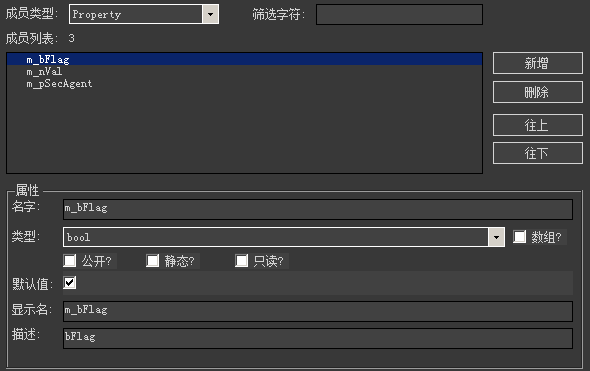 成员类型: Property 筛选字符:
成员列表: 3
m_bFlag
m_nVal
m_pSecAgent
新增
删除
往上
往下
属性
名字: m_bFlag
类型: bool 数组?
公开? 静态? 只读?
默认值:
显示名: m_bFlag
描述: bFlag